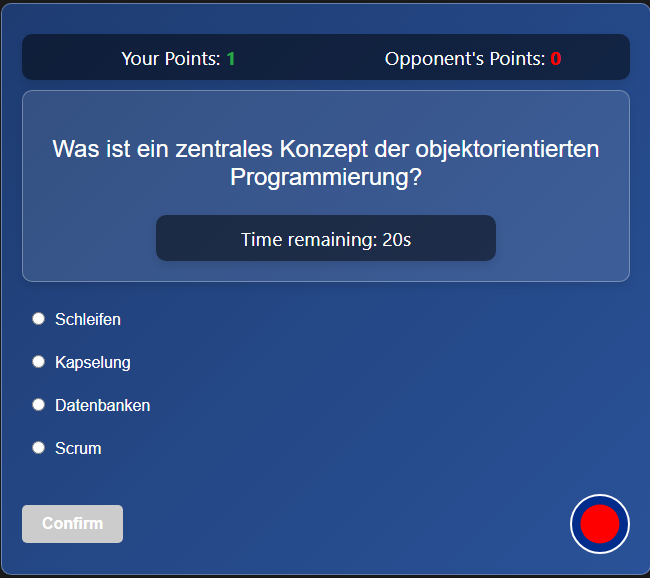 Your Points: 1
Opponent's Points: 0
Was ist ein zentrales Konzept der objektorientierten
Programmierung?
Time remaining: 20s
Schleifen
Kapselung
Datenbanken
Scrum
Confirm